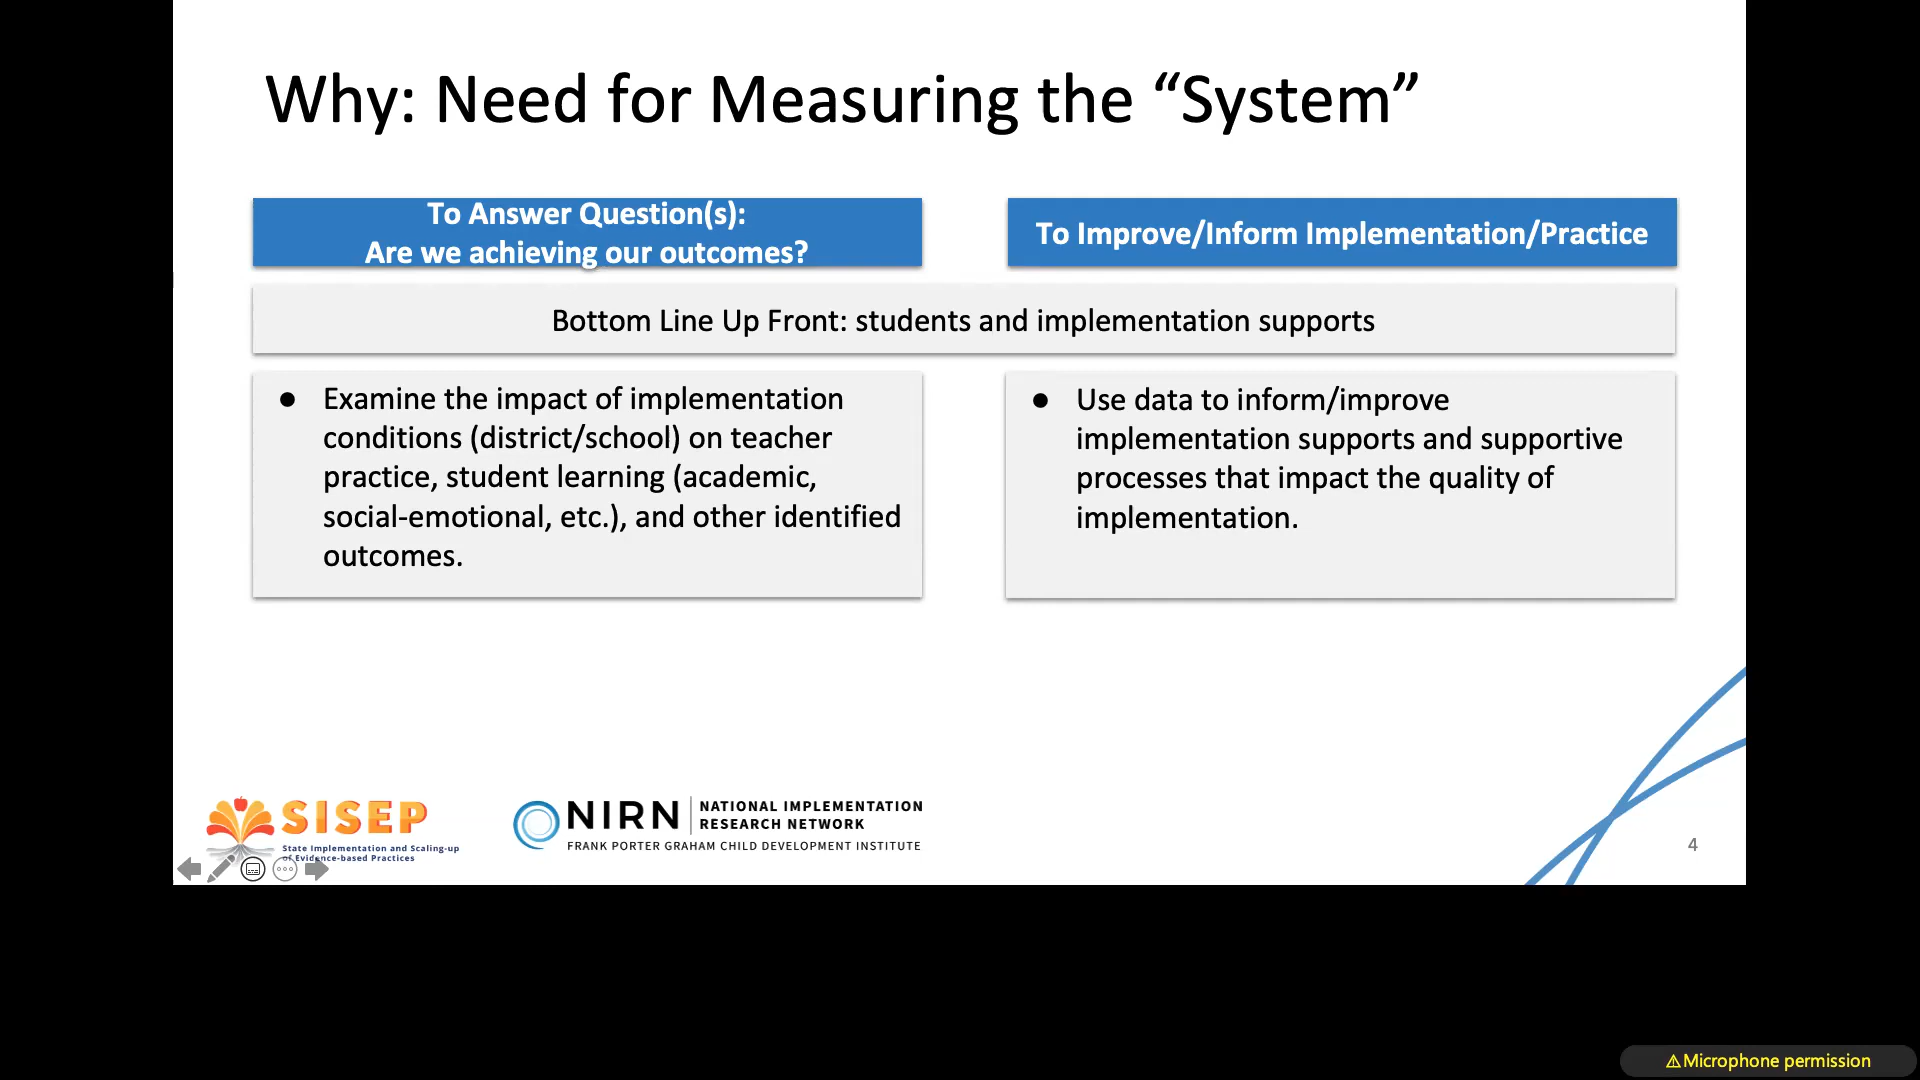 Why: Need for Measuring the “System”
To Answer Question(s):
Are we achieving our outcomes?
To Improve/Inform Implementation/Practice
Bottom Line Up Front: students and implementation supports
● Examine the impact of implementation
conditions (district/school) on teacher
practice, student learning (academic,
social-emotional, etc.), and other identified
outcomes.
● Use data to inform/improve
implementation supports and supportive
processes that impact the quality of
implementation.
SISEP
State Implementation and Scaling-up
of Evidence-based Practices
NIRN
NATIONAL IMPLEMENTATION
RESEARCH NETWORK
FRANK PORTER GRAHAM CHILD DEVELOPMENT INSTITUTE
4
⚠Microphone permission